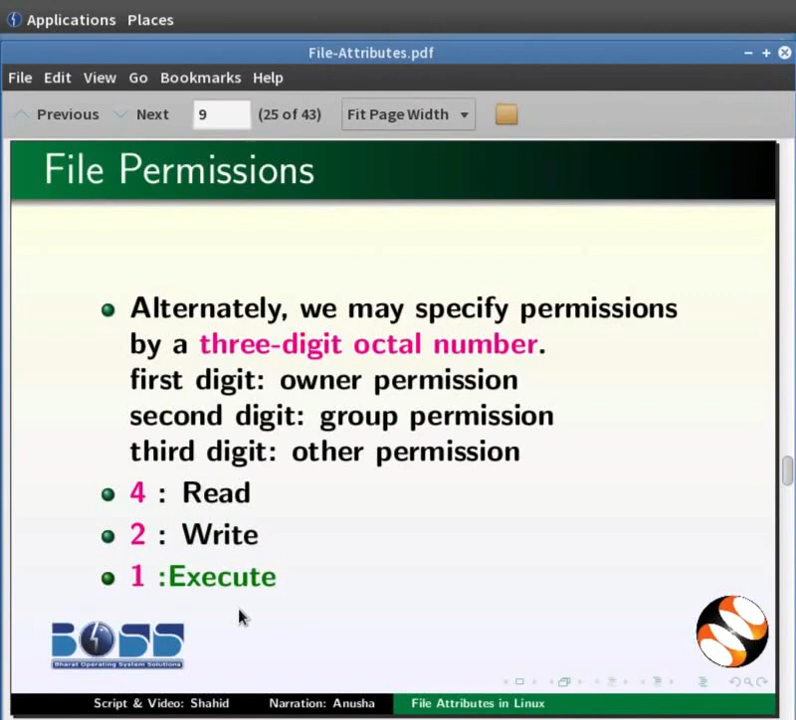 Applications Places
File-Attributes.pdf
File Edit View Go Bookmarks Help
Previous Next 9 (25 of 43) Fit Page Width
File Permissions
Alternately, we may specify permissions
by a three-digit octal number.
first digit: owner permission
second digit: group permission
third digit: other permission
4 : Read
2 : Write
1 :Execute
BOSS
Bharat Operating System Solutions
Script & Video: Shahid Narration: Anusha File Attributes in Linux